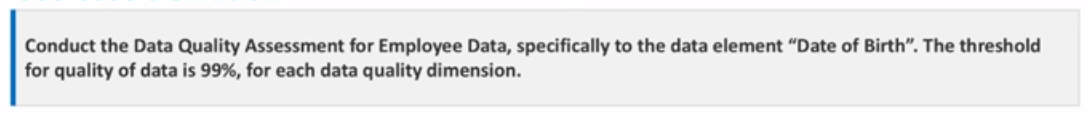 Conduct the Data Quality Assessment for Employee Data, specifically to the data element “Date of Birth”. The threshold
for quality of data is 99%, for each data quality dimension.